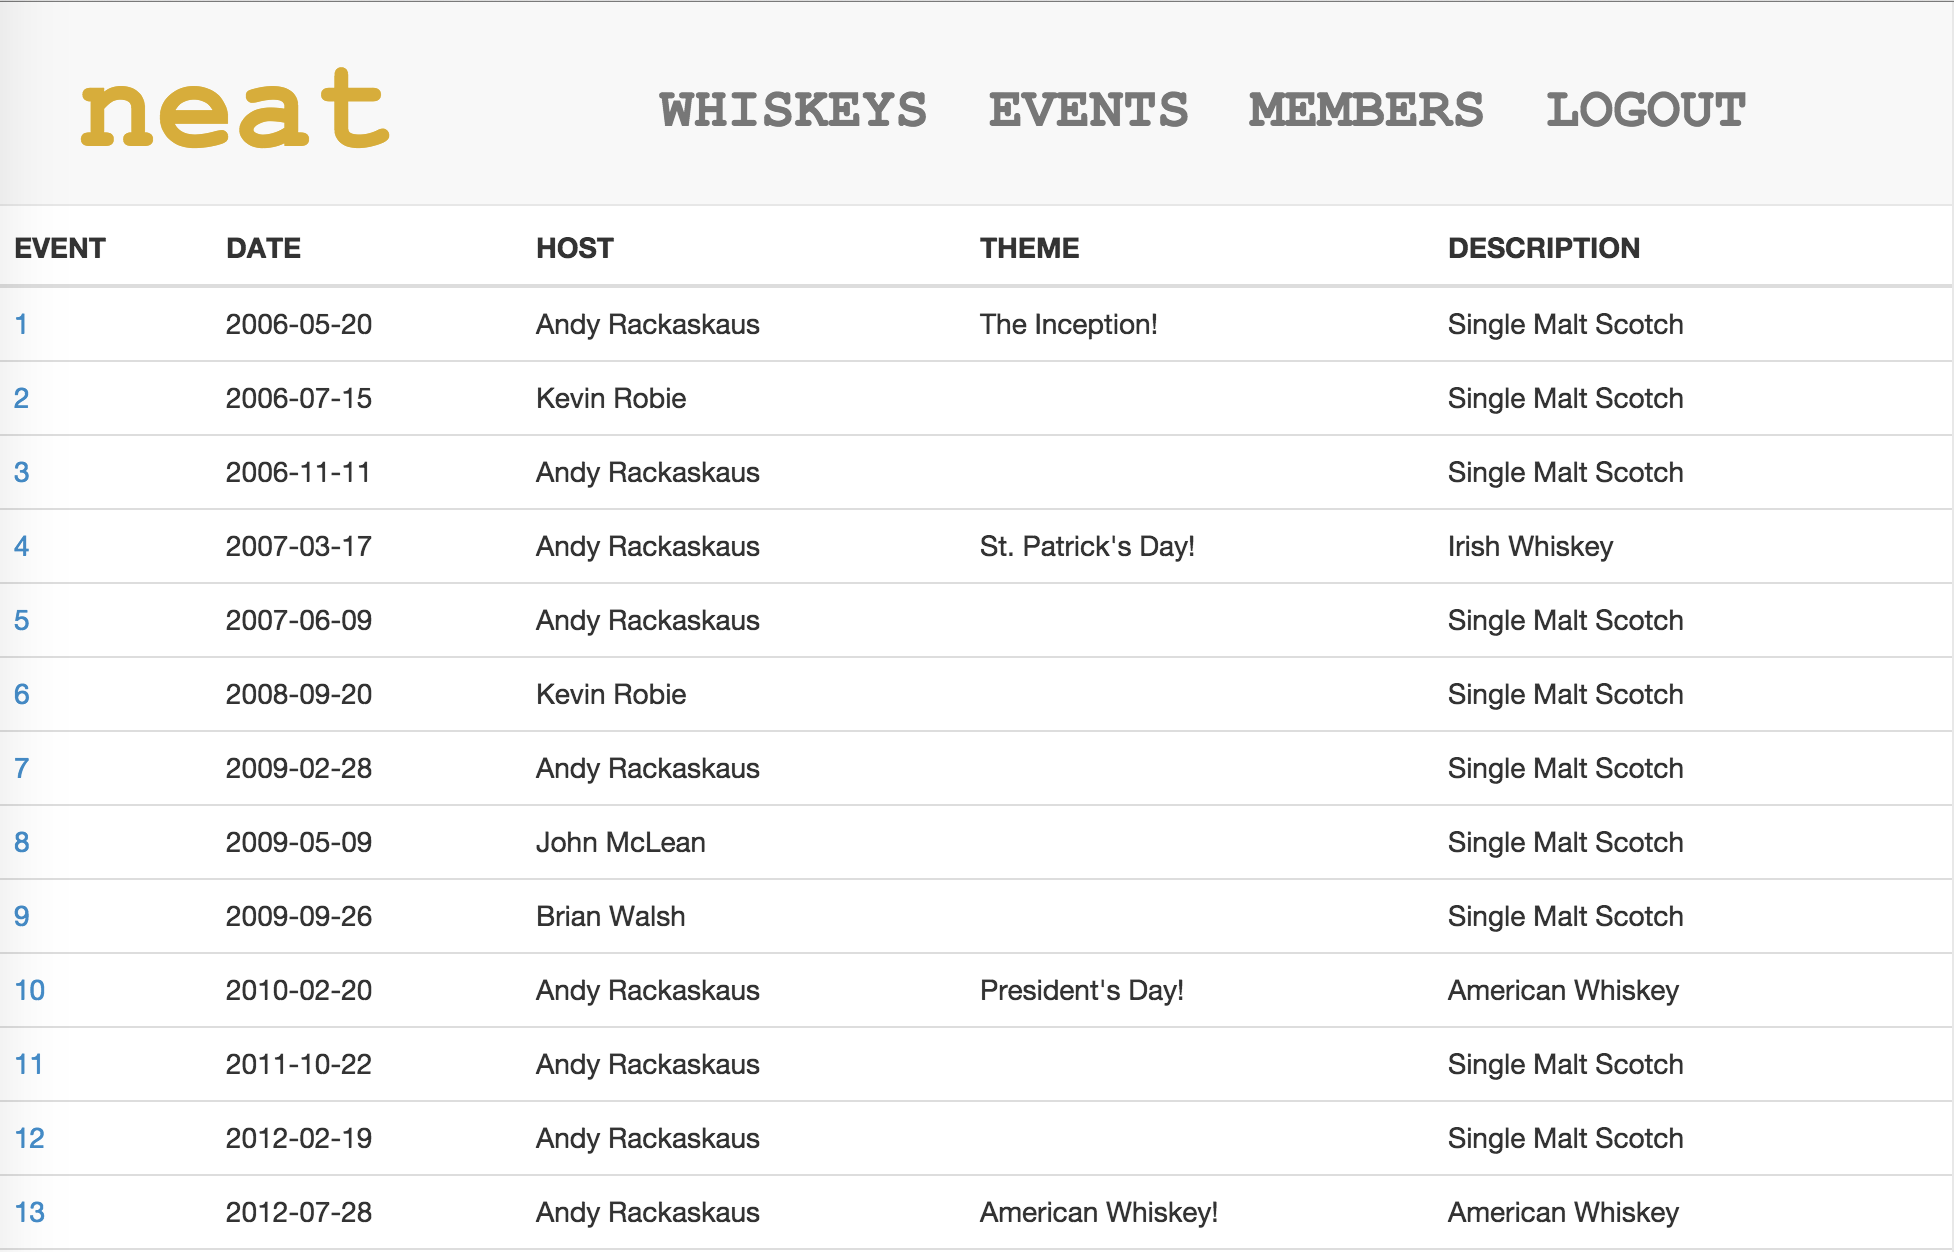 neat WHISKEYS EVENTS MEMBERS LOGOUT
EVENT DATE HOST THEME DESCRIPTION
1 2006-05-20 Andy Rackaskaus The Inception! Single Malt Scotch
2 2006-07-15 Kevin Robie Single Malt Scotch
3 2006-11-11 Andy Rackaskaus Single Malt Scotch
4 2007-03-17 Andy Rackaskaus St. Patrick's Day! Irish Whiskey
5 2007-06-09 Andy Rackaskaus Single Malt Scotch
6 2008-09-20 Kevin Robie Single Malt Scotch
7 2009-02-28 Andy Rackaskaus Single Malt Scotch
8 2009-05-09 John McLean Single Malt Scotch
9 2009-09-26 Brian Walsh Single Malt Scotch
10 2010-02-20 Andy Rackaskaus President's Day! American Whiskey
11 2011-10-22 Andy Rackaskaus Single Malt Scotch
12 2012-02-19 Andy Rackaskaus Single Malt Scotch
13 2012-07-28 Andy Rackaskaus American Whiskey! American Whiskey